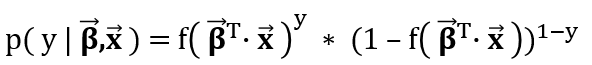 p( y | β⃗,x⃗ ) = f( β⃗ᵀ· x⃗ )ʸ * (1 – f( β⃗ᵀ· x⃗ ))¹⁻ʸ